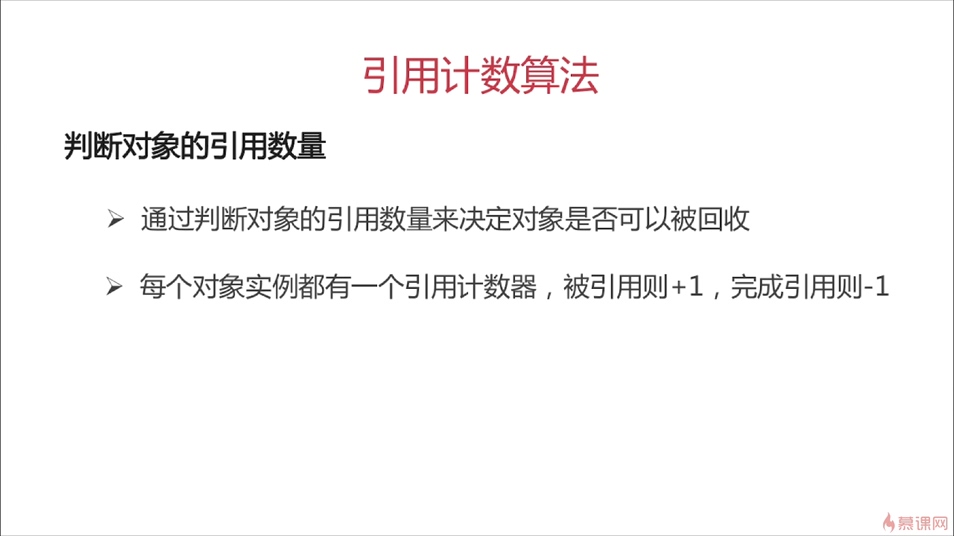 引用计数算法
判断对象的引用数量
通过判断对象的引用数量来决定对象是否可以被回收
每个对象实例都有一个引用计数器，被引用则+1，完成引用则-1
慕课网